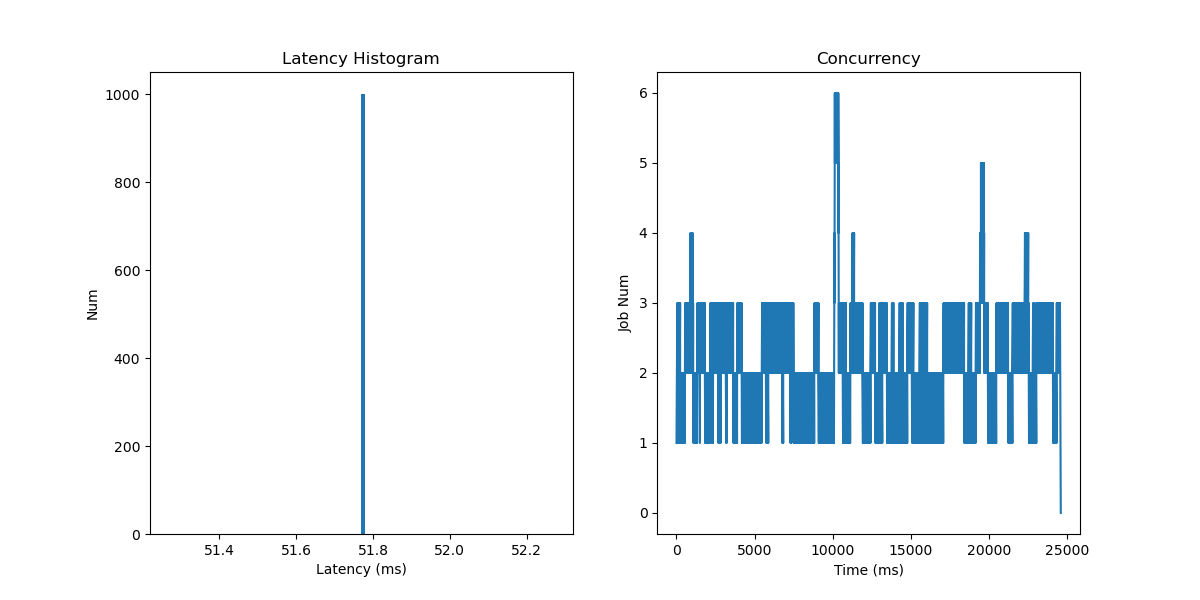 Latency Histogram
1000
800
600
400
200
0
Num
51.4 51.6 51.8 52.0 52.2
Latency (ms)
Concurrency
6
5
4
3
2
1
0
Job Num
0 5000 10000 15000 20000 25000
Time (ms)